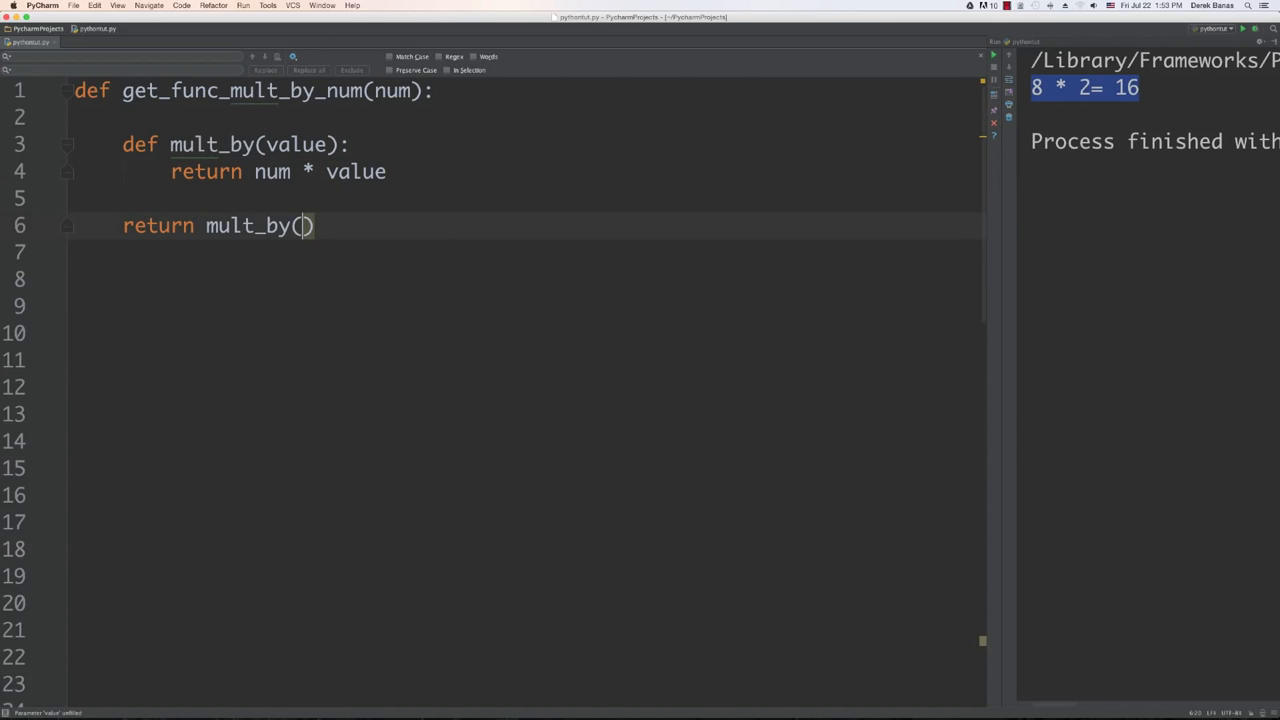 PyCharm File Edit View Navigate Code Refactor Run Tools VCS Window Help
10 Fri Jul 22 1:53 PM Derek Banas
pythontut.py - PycharmProjects - [~/PycharmProjects]
PycharmProjects pythontut.py
pythontut
pythontut.py
Run pythontut
Match Case Regex Words
Replace Replace all Exclude Preserve Case In Selection
/Library/Frameworks/P
8 * 2= 16
Process finished with
1 def get_func_mult_by_num(num):
2
3 def mult_by(value):
4 return num * value
5
6 return mult_by()
7
8
9
10
11
12
13
14
15
16
17
18
19
20
21
22
23
Parameter 'value' unfilled
6:20 LF÷ UTF-8÷